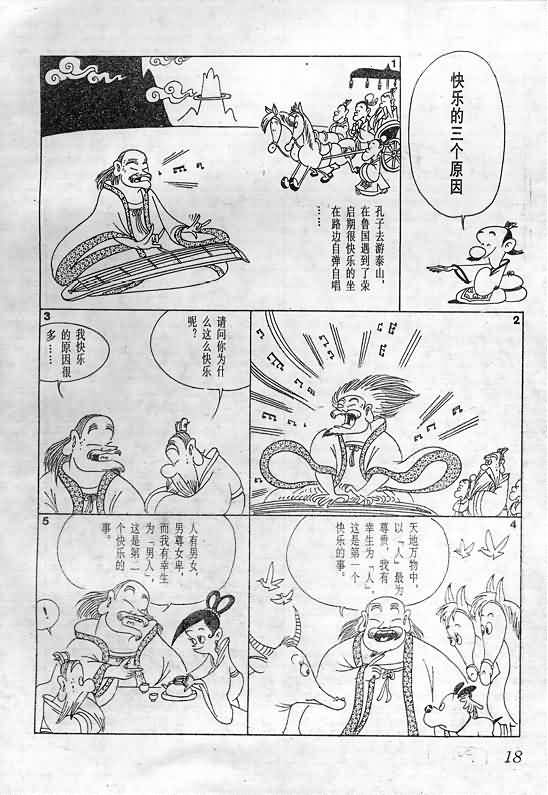 快乐的三个原因
1
孔子去游泰山，
在鲁国遇到了荣
启期很快乐的坐
在路边自弹自唱
……
2
3
请问你为什
么这么快乐
呢？
我快乐
的原因很
多……
4
天地万物中，
以『人』最为
尊贵，我有
幸生为『人』，
这是第一个
快乐的事。
5
人有男女，
男尊女卑，
而我有幸生
为『男人』，
这是第二
个快乐的
事。
！
18